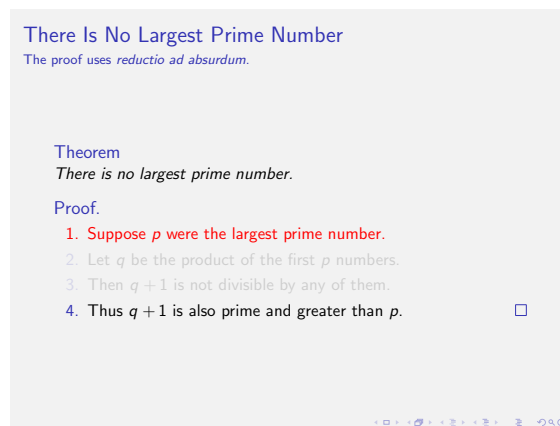 There Is No Largest Prime Number
The proof uses reductio ad absurdum.
Theorem
There is no largest prime number.
Proof.
1. Suppose p were the largest prime number.
2. Let q be the product of the first p numbers.
3. Then q + 1 is not divisible by any of them.
4. Thus q + 1 is also prime and greater than p.